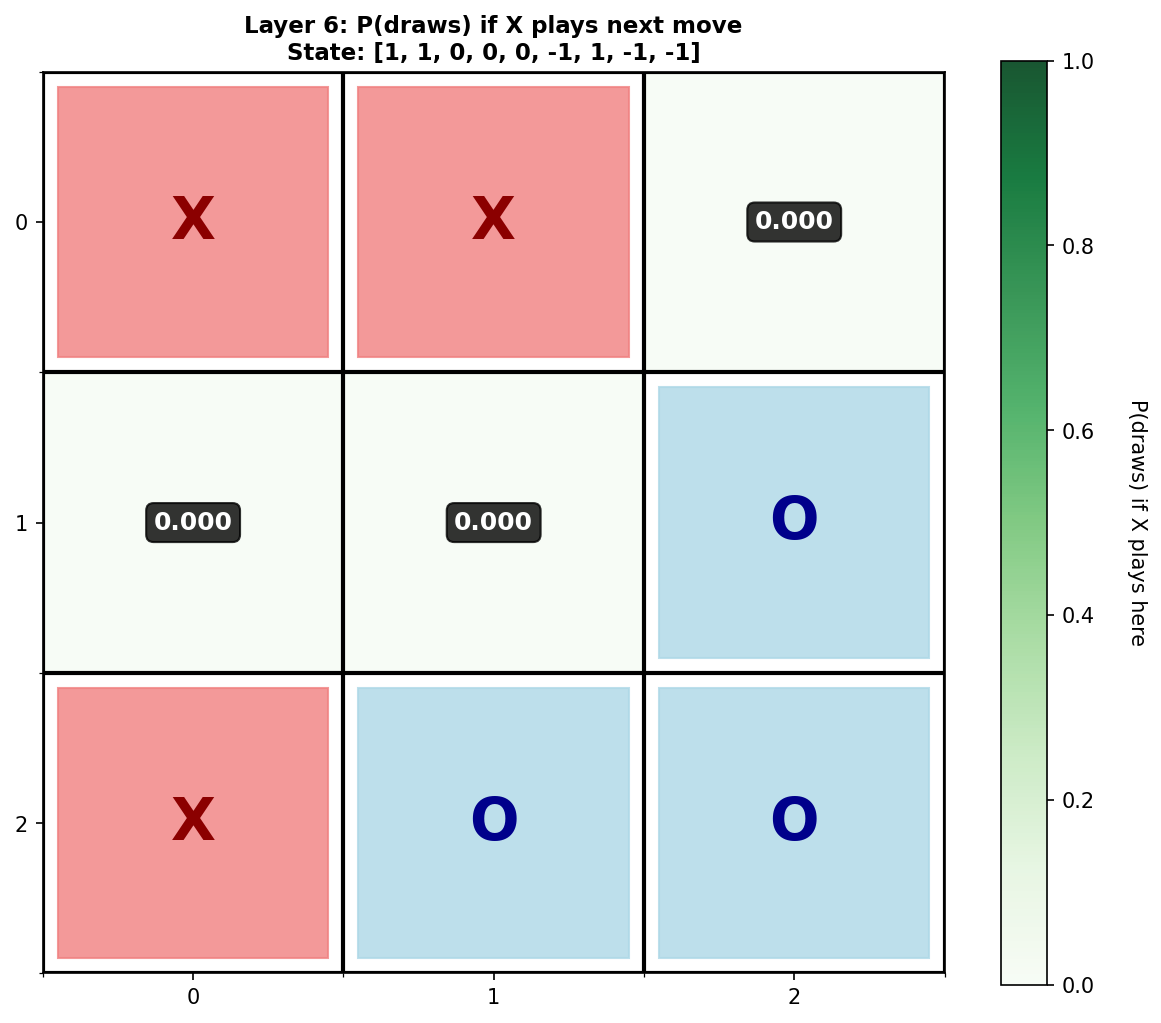 Layer 6: P(draws) if X plays next move
State: [1, 1, 0, 0, 0, -1, 1, -1, -1]
0
X
X
0.000
1
0.000
0.000
O
2
X
O
O
0
1
2
1.0
0.8
0.6
0.4
0.2
0.0
P(draws) if X plays here